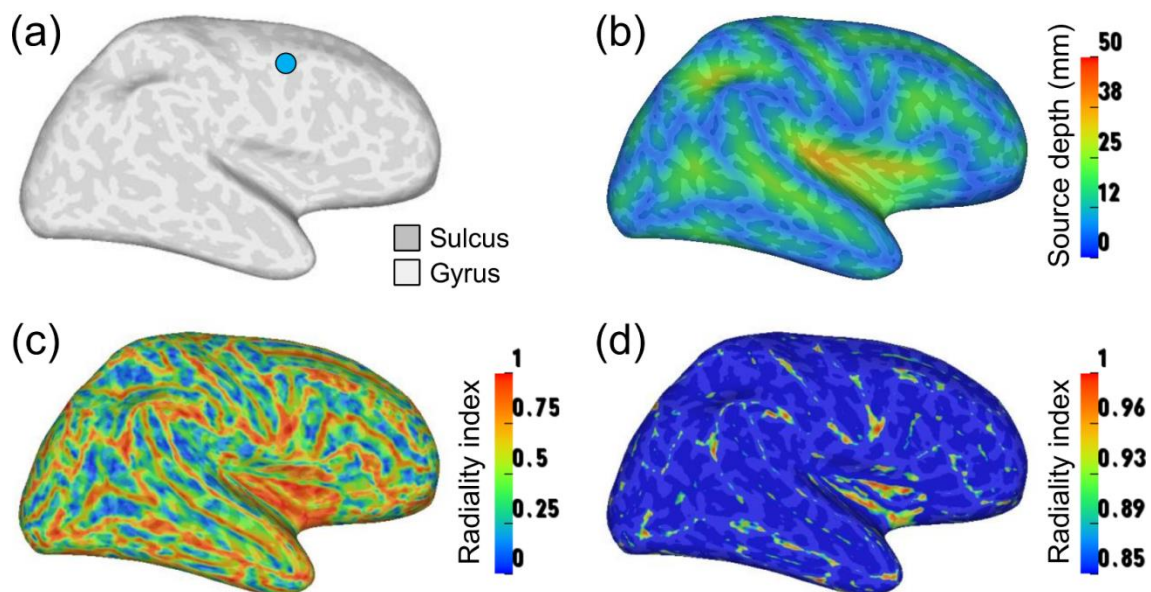 (a)
Sulcus
Gyrus
(b)
Source depth (mm)
50
38
25
12
0
(c)
Radiality index
1
0.75
0.5
0.25
0
(d)
Radiality index
1
0.96
0.93
0.89
0.85